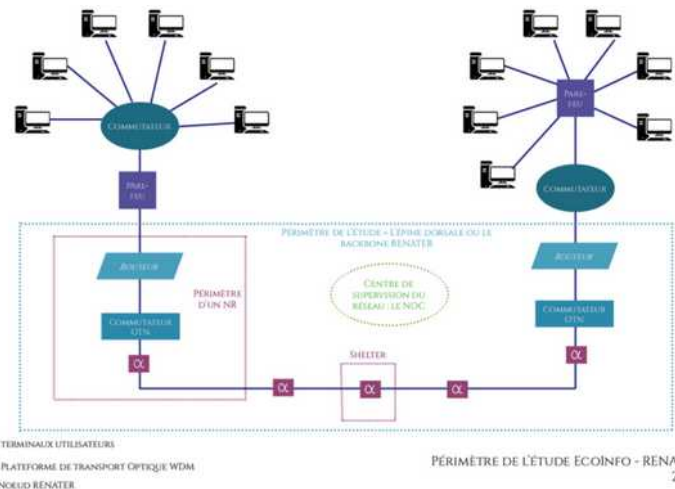 COMMUTATEUR
PARE-
FEU
PARE-
FEU
COMMUTATEUR
PÉRIMÈTRE DE L'ÉTUDE = L'ÉPINE DORSALE OU LE
BACKBONE RENATER
ROUTEUR
ROUTEUR
PÉRIMÈTRE
D'UN NR
CENTRE DE
SUPERVISION DU
RÉSEAU : LE NOC
COMMUTATEUR
OTN
COMMUTATEUR
OTN
SHELTER
α
α
α
α
α
TERMINAUX UTILISATEURS
PLATEFORME DE TRANSPORT OPTIQUE WDM
NOEUD RENATER
PÉRIMÈTRE DE L'ÉTUDE ECOINFO - RENA
2